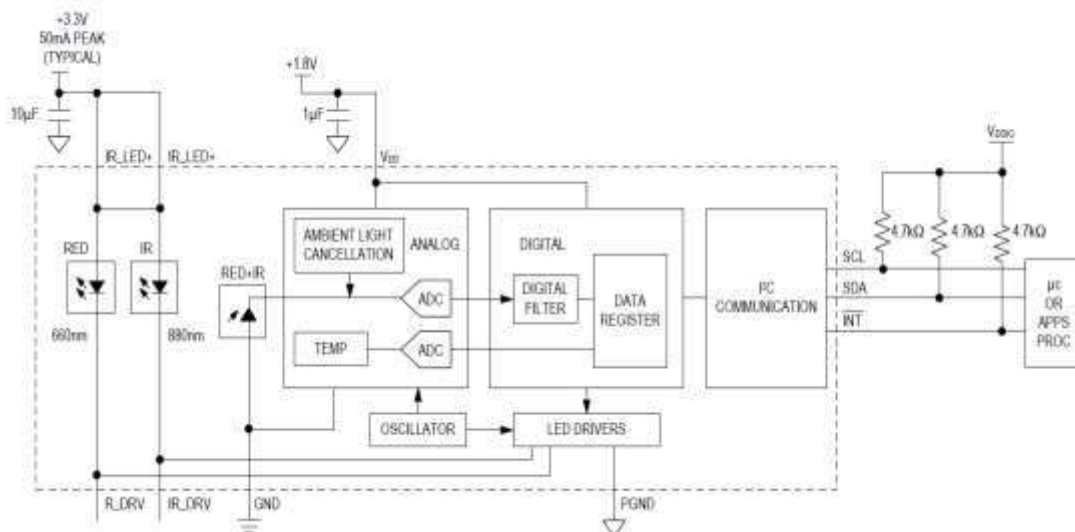 +3.3V
50mA PEAK
(TYPICAL)
10µF
+1.8V
1µF
IR_LED+ IR_LED+
VDD
VDDIO
4.7kΩ 4.7kΩ 4.7kΩ
RED IR
660nm 880nm
RED+IR
AMBIENT LIGHT
CANCELLATION
ANALOG
ADC
TEMP
ADC
DIGITAL
DIGITAL
FILTER
DATA
REGISTER
I²C
COMMUNICATION
SCL
SDA
INT
µC
OR
APPS
PROC
OSCILLATOR
LED DRIVERS
R_DRV IR_DRV GND PGND